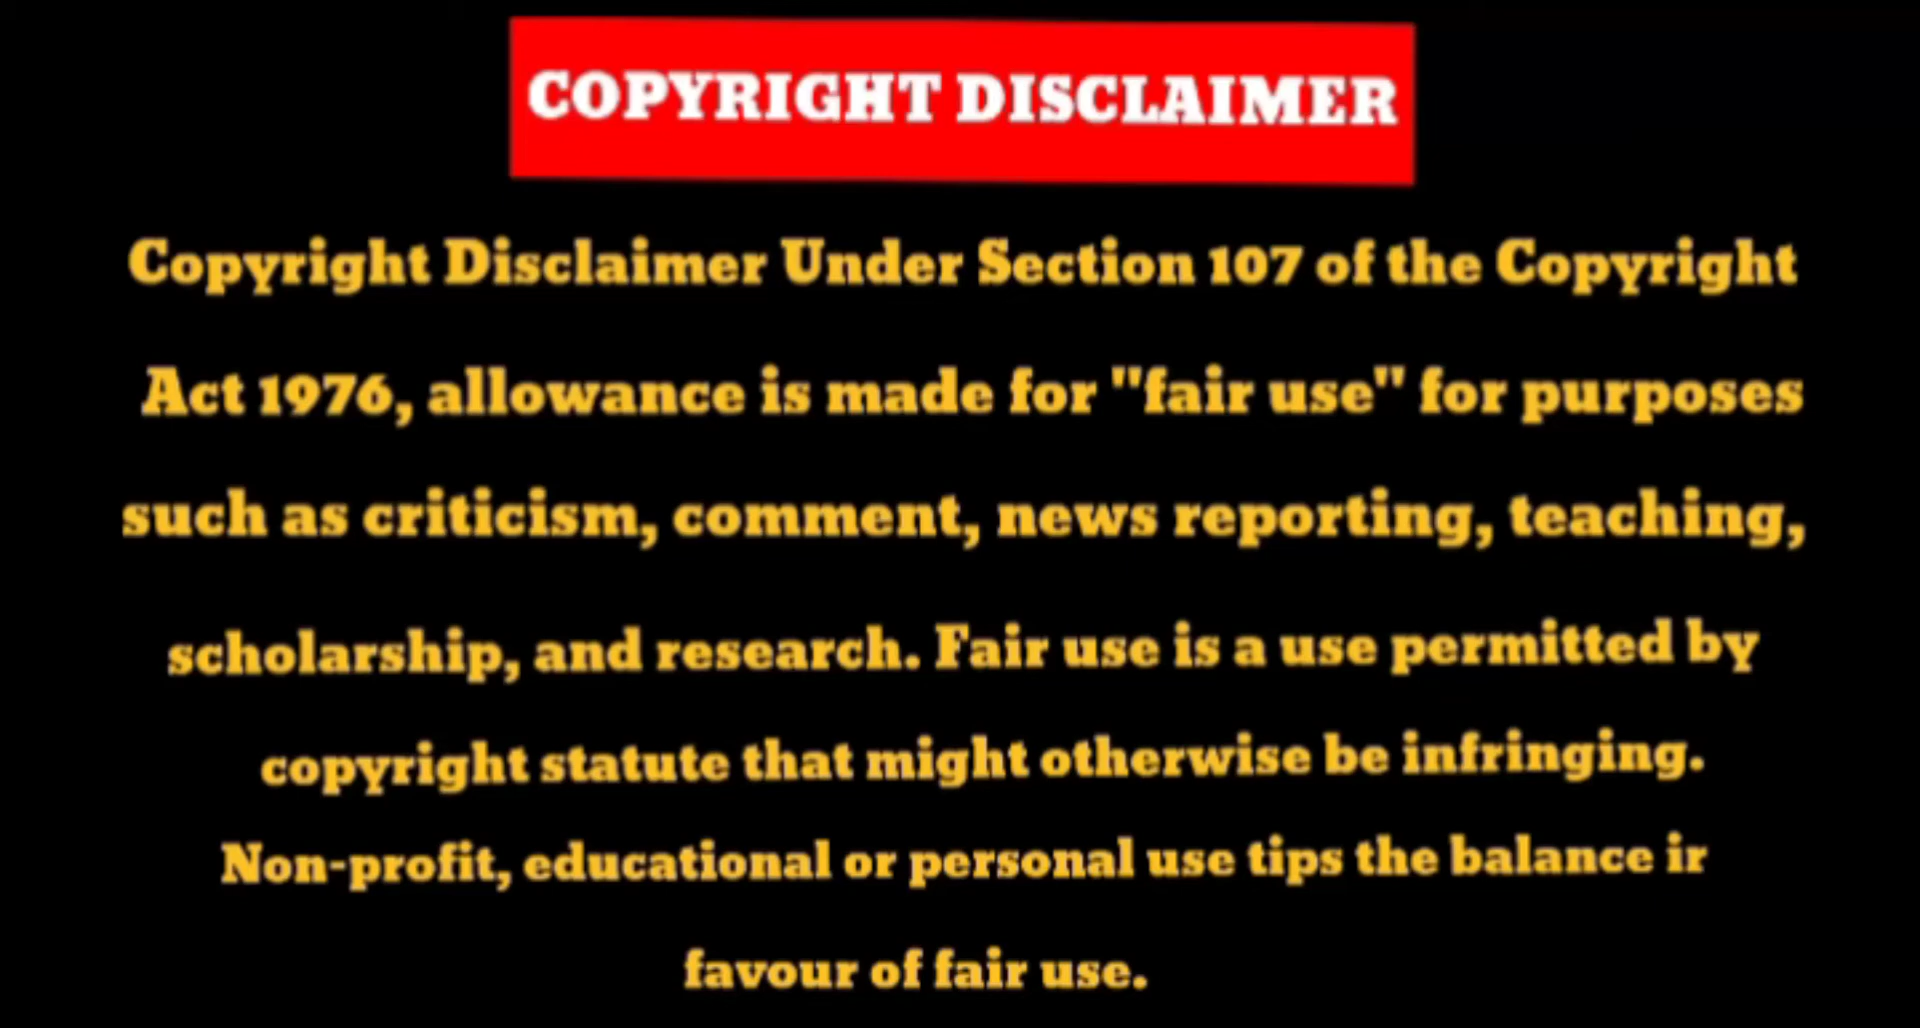 COPYRIGHT DISCLAIMER
Copyright Disclaimer Under Section 107 of the Copyright
Act 1976, allowance is made for "fair use" for purposes
such as criticism, comment, news reporting, teaching,
scholarship, and research. Fair use is a use permitted by
copyright statute that might otherwise be infringing.
Non-profit, educational or personal use tips the balance ir
favour of fair use.